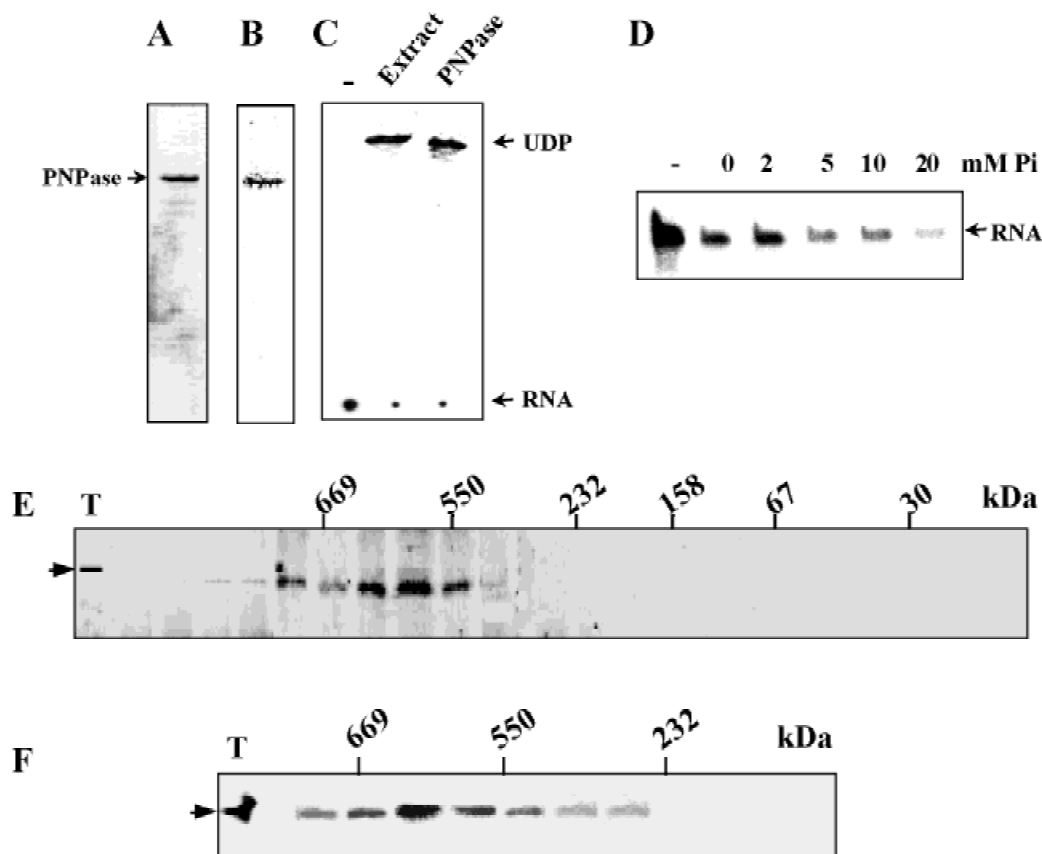 A B C D
- Extract PNPase
PNPase
UDP
RNA
- 0 2 5 10 20 mM Pi
RNA
E T 669 550 232 158 67 30 kDa
F T 669 550 232 kDa